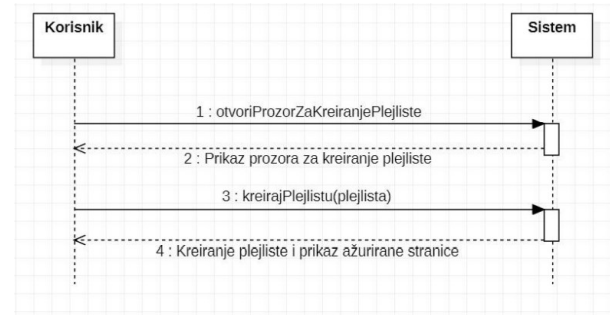 Korisnik
Sistem
1 : otvoriProzorZaKreiranjePlejliste
2 : Prikaz prozora za kreiranje plejliste
3 : kreirajPlejlistu(plejlista)
4 : Kreiranje plejliste i prikaz ažurirane stranice